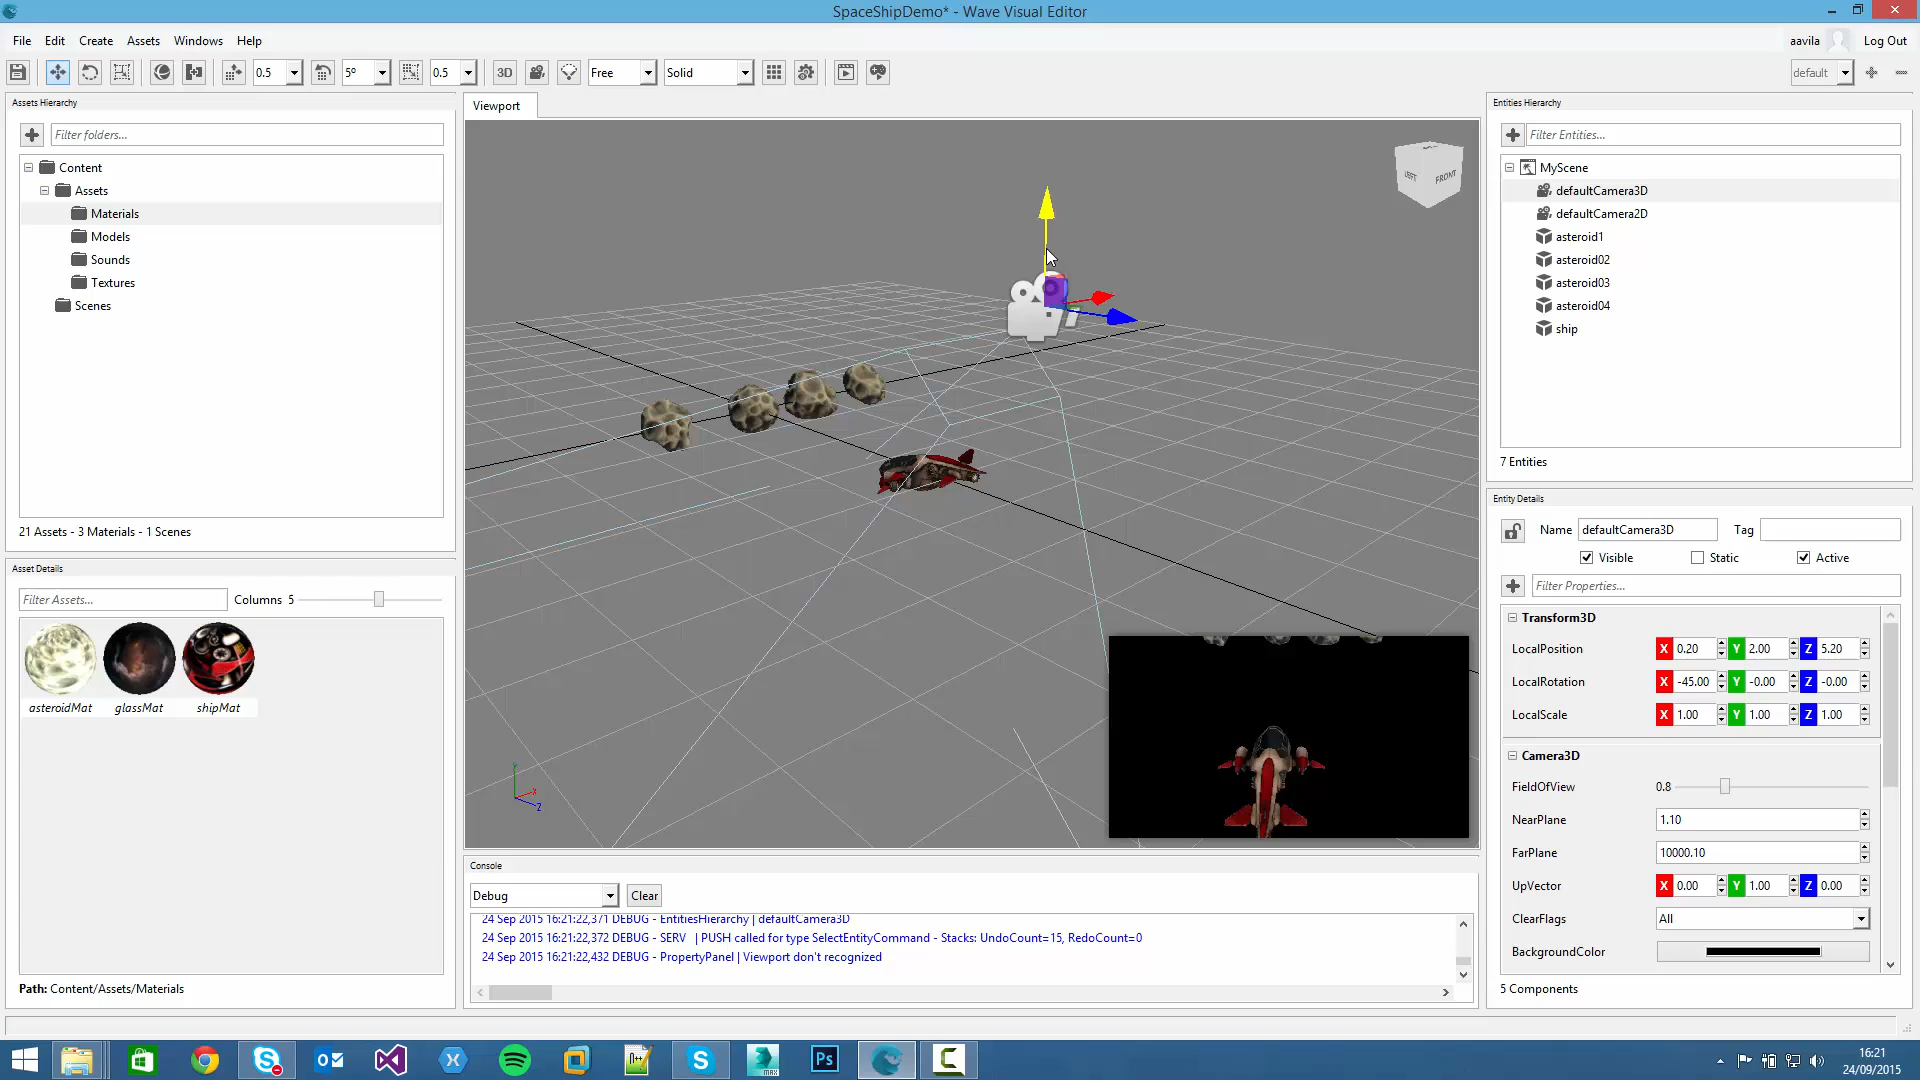 SpaceShipDemo* - Wave Visual Editor
File Edit Create Assets Windows Help
aavila Log Out
0.5 5º 0.5 3D Free Solid default
Assets Hierarchy
Filter folders...
Content
Assets
Materials
Models
Sounds
Textures
Scenes
21 Assets - 3 Materials - 1 Scenes
Asset Details
Filter Assets...
Columns 5
asteroidMat glassMat shipMat
Path: Content/Assets/Materials
Viewport
LEFT FRONT
Y
X
Z
Console
Debug Clear
24 Sep 2015 16:21:22,371 DEBUG - EntitiesHierarchy | defaultCamera3D
24 Sep 2015 16:21:22,372 DEBUG - SERV | PUSH called for type SelectEntityCommand - Stacks: UndoCount=15, RedoCount=0
24 Sep 2015 16:21:22,432 DEBUG - PropertyPanel | Viewport don't recognized
Entities Hierarchy
Filter Entities...
MyScene
defaultCamera3D
defaultCamera2D
asteroid1
asteroid02
asteroid03
asteroid04
ship
7 Entities
Entity Details
Name defaultCamera3D Tag
Visible Static Active
Filter Properties...
Transform3D
LocalPosition X 0.20 Y 2.00 Z 5.20
LocalRotation X -45.00 Y -0.00 Z -0.00
LocalScale X 1.00 Y 1.00 Z 1.00
Camera3D
FieldOfView 0.8
NearPlane 1.10
FarPlane 10000.10
UpVector X 0.00 Y 1.00 Z 0.00
ClearFlags All
BackgroundColor
5 Components
MAX
Ps
16:21
24/09/2015